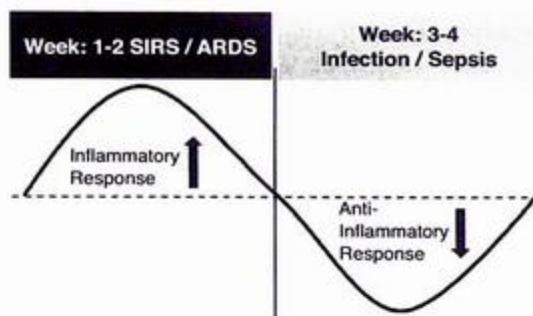 Week: 1-2 SIRS / ARDS
Week: 3-4
Infection / Sepsis
Inflammatory
Response
Anti-
Inflammatory
Response